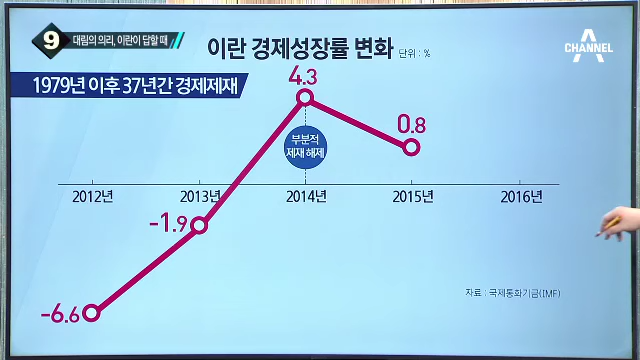 9 대림의 의리, 이란이 답할 때
이란 경제성장률 변화 단위 : %
CHANNEL A
1979년 이후 37년간 경제제재
4.3
0.8
부분적
제재 해제
2012년 2013년 2014년 2015년 2016년
-1.9
-6.6
자료 : 국제통화기금(IMF)